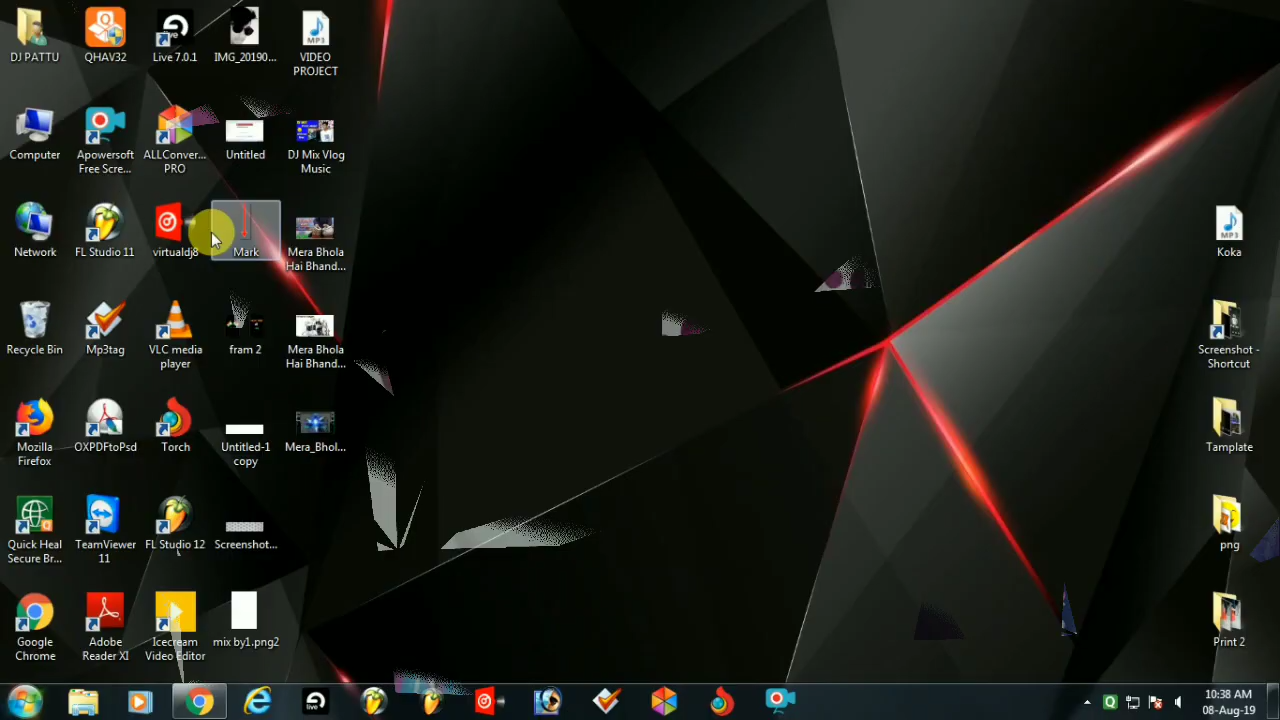 DJ PATTU
QHAV32
Live 7.0.1
IMG_20190...
VIDEO
PROJECT
Computer
Apowersoft
Free Scre...
ALLConver...
PRO
Untitled
DJ Mix Vlog
Music
Network
FL Studio 11
virtualdj8
Mark
Mera Bhola
Hai Bhand...
Koka
Recycle Bin
Mp3tag
VLC media
player
fram 2
Mera Bhola
Hai Bhand...
Screenshot -
Shortcut
Mozilla
Firefox
OXPDFtoPsd
Torch
Untitled-1
copy
Mera_Bhol...
Tamplate
Quick Heal
Secure Br...
TeamViewer
11
FL Studio 12
Screenshot...
png
Google
Chrome
Adobe
Reader XI
Icecream
Video Editor
mix by1.png2
Print 2
10:38 AM
08-Aug-19